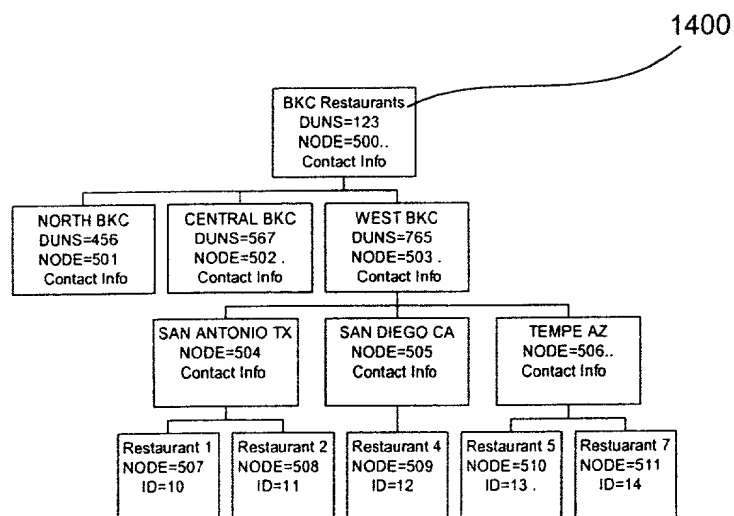 1400
BKC Restaurants
DUNS=123
NODE=500..
Contact Info
NORTH BKC
DUNS=456
NODE=501
Contact Info
CENTRAL BKC
DUNS=567
NODE=502 .
Contact Info
WEST BKC
DUNS=765
NODE=503 .
Contact Info
SAN ANTONIO TX
NODE=504
Contact Info
SAN DIEGO CA
NODE=505
Contact Info
TEMPE AZ
NODE=506..
Contact Info
Restaurant 1
NODE=507
ID=10
Restaurant 2
NODE=508
ID=11
Restaurant 4
NODE=509
ID=12
Restaurant 5
NODE=510
ID=13 .
Restuarant 7
NODE=511
ID=14